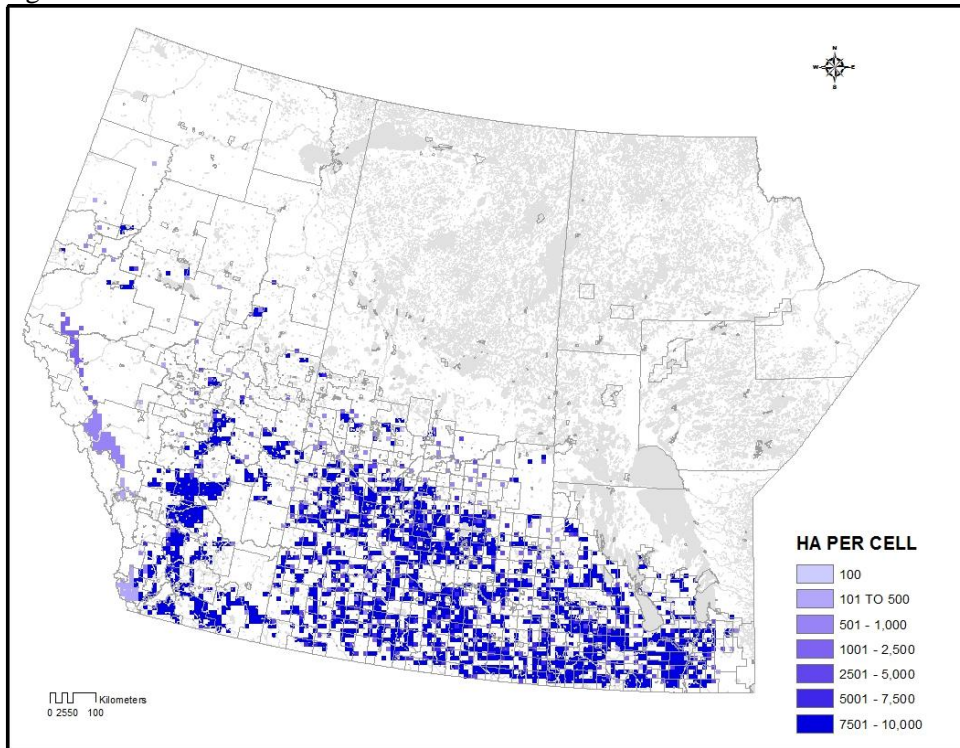 N
W E
S
HA PER CELL
100
101 TO 500
501 - 1,000
1001 - 2,500
2501 - 5,000
5001 - 7,500
7501 - 10,000
Kilometers
0 2550 100